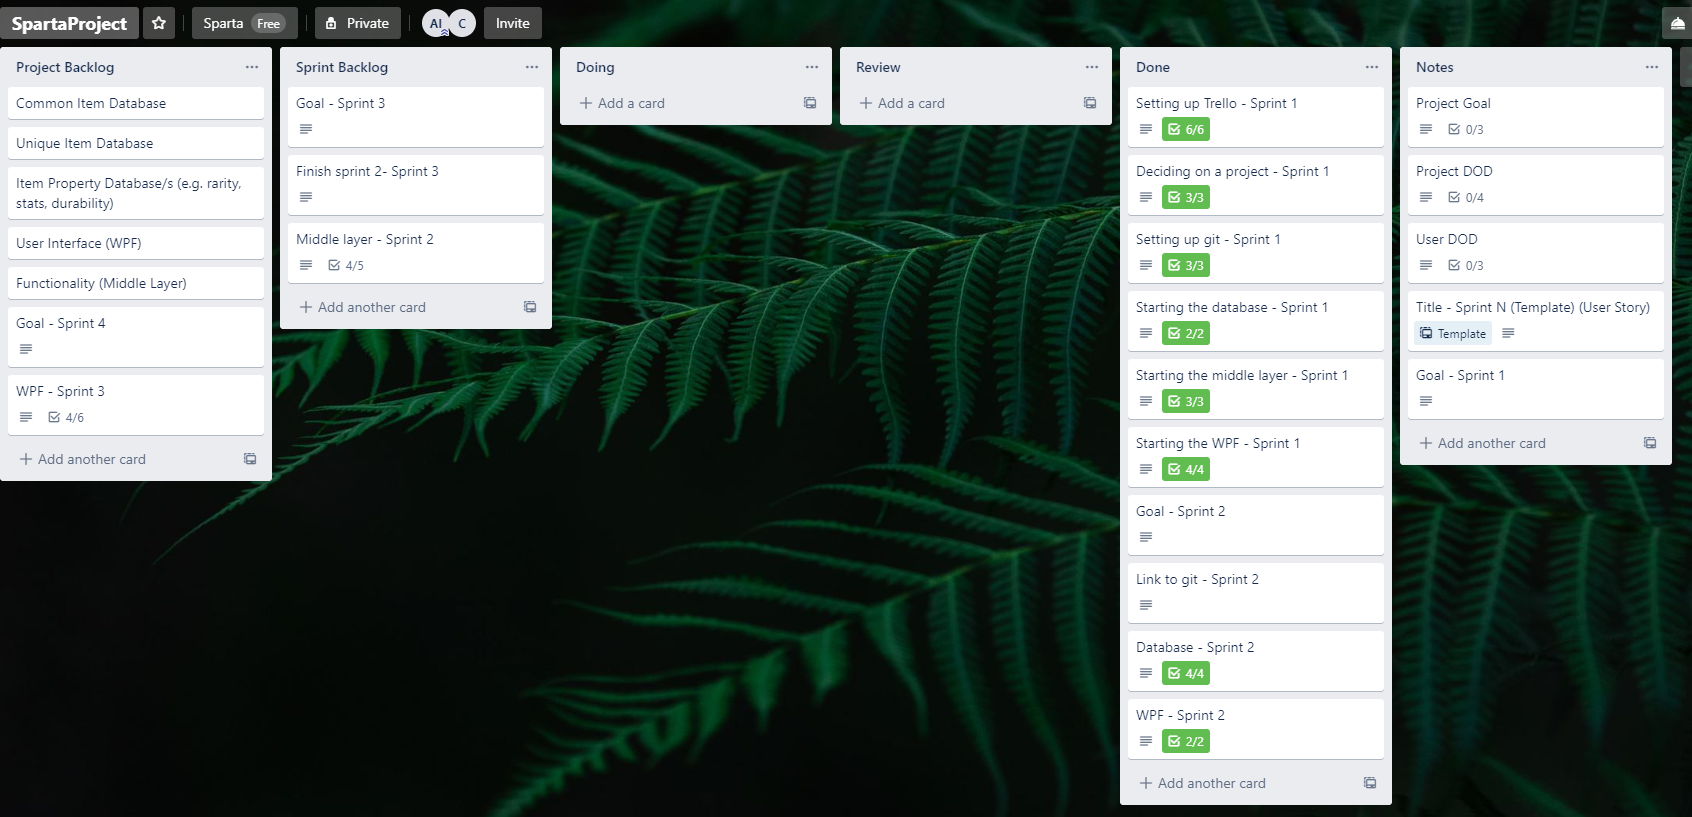 SpartaProject
Sparta Free
Private
AI
C
Invite
Project Backlog
Common Item Database
Unique Item Database
Item Property Database/s (e.g. rarity,
stats, durability)
User Interface (WPF)
Functionality (Middle Layer)
Goal - Sprint 4
WPF - Sprint 3
4/6
+ Add another card
Sprint Backlog
Goal - Sprint 3
Finish sprint 2- Sprint 3
Middle layer - Sprint 2
4/5
+ Add another card
Doing
+ Add a card
Review
+ Add a card
Done
Setting up Trello - Sprint 1
6/6
Deciding on a project - Sprint 1
3/3
Setting up git - Sprint 1
3/3
Starting the database - Sprint 1
2/2
Starting the middle layer - Sprint 1
3/3
Starting the WPF - Sprint 1
4/4
Goal - Sprint 2
Link to git - Sprint 2
Database - Sprint 2
4/4
WPF - Sprint 2
2/2
+ Add another card
Notes
Project Goal
0/3
Project DOD
0/4
User DOD
0/3
Title - Sprint N (Template) (User Story)
Template
Goal - Sprint 1
+ Add another card